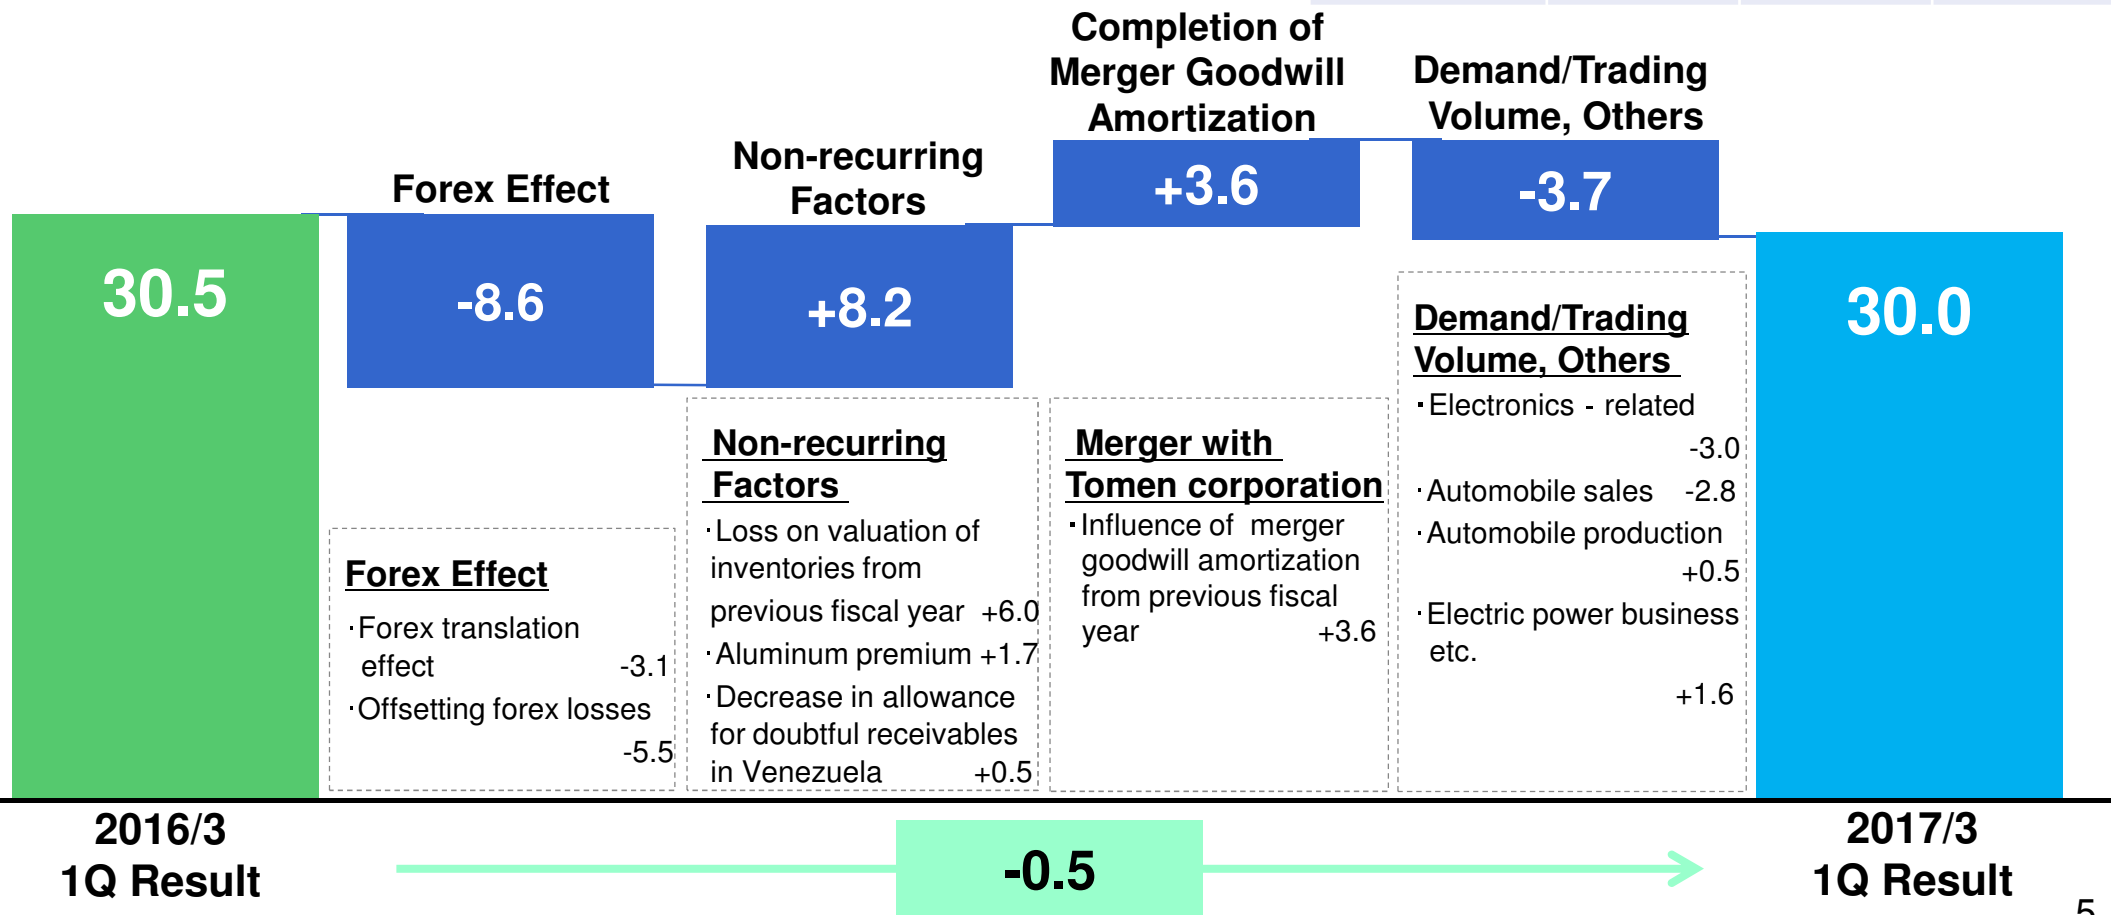 Completion of
Merger Goodwill
Amortization
Demand/Trading
Volume, Others
Non-recurring
Factors
Forex Effect
30.5
-8.6
+8.2
+3.6
-3.7
30.0
Forex Effect
・Forex translation
effect -3.1
・Offsetting forex losses
-5.5
Non-recurring
Factors
・Loss on valuation of
inventories from
previous fiscal year +6.0
・Aluminum premium +1.7
・Decrease in allowance
for doubtful receivables
in Venezuela +0.5
Merger with
Tomen corporation
・Influence of merger
goodwill amortization
from previous fiscal
year +3.6
Demand/Trading
Volume, Others
・Electronics - related
-3.0
・Automobile sales -2.8
・Automobile production
+0.5
・Electric power business
etc.
+1.6
2016/3
1Q Result
-0.5
2017/3
1Q Result
5